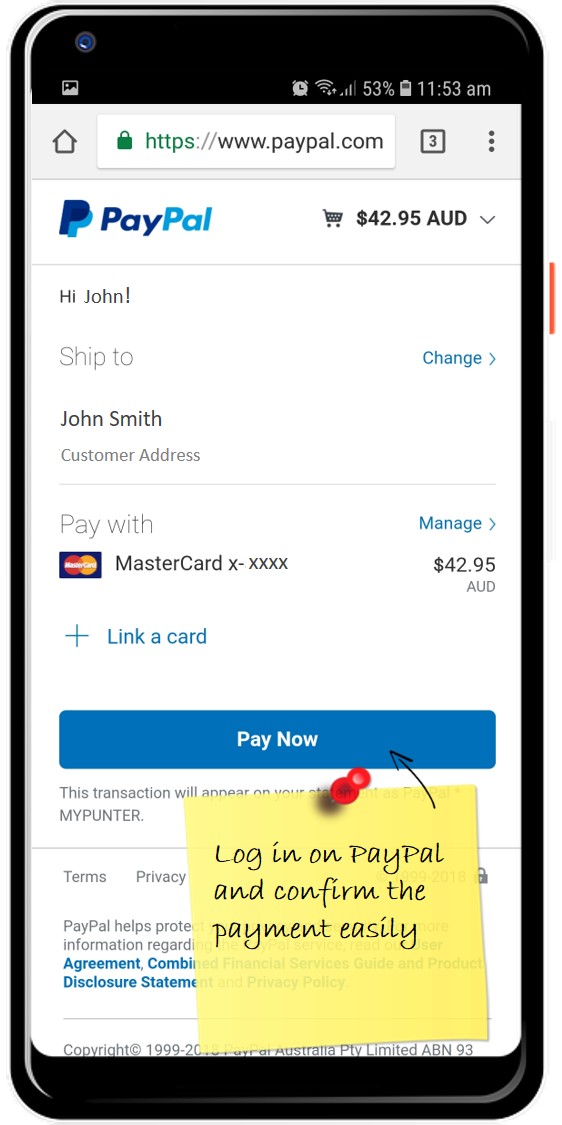 53% 11:53 am
https://www.paypal.com 3
PayPal $42.95 AUD
Hi John!
Ship to Change
John Smith
Customer Address
Pay with Manage
MasterCard MasterCard x-xxxx $42.95
AUD
Link a card
Pay Now
This transaction will appear on your statement as PayPal *
MYPUNTER.
Log in on PayPal
and confirm the
payment easily
Terms Privacy 1999-2018
PayPal helps protect more
information regarding the PayPal service, read our User
Agreement, Combined Financial Services Guide and Product
Disclosure Statement and Privacy Policy.
Copyright© 1999-2018 PayPal Australia Pty Limited ABN 93